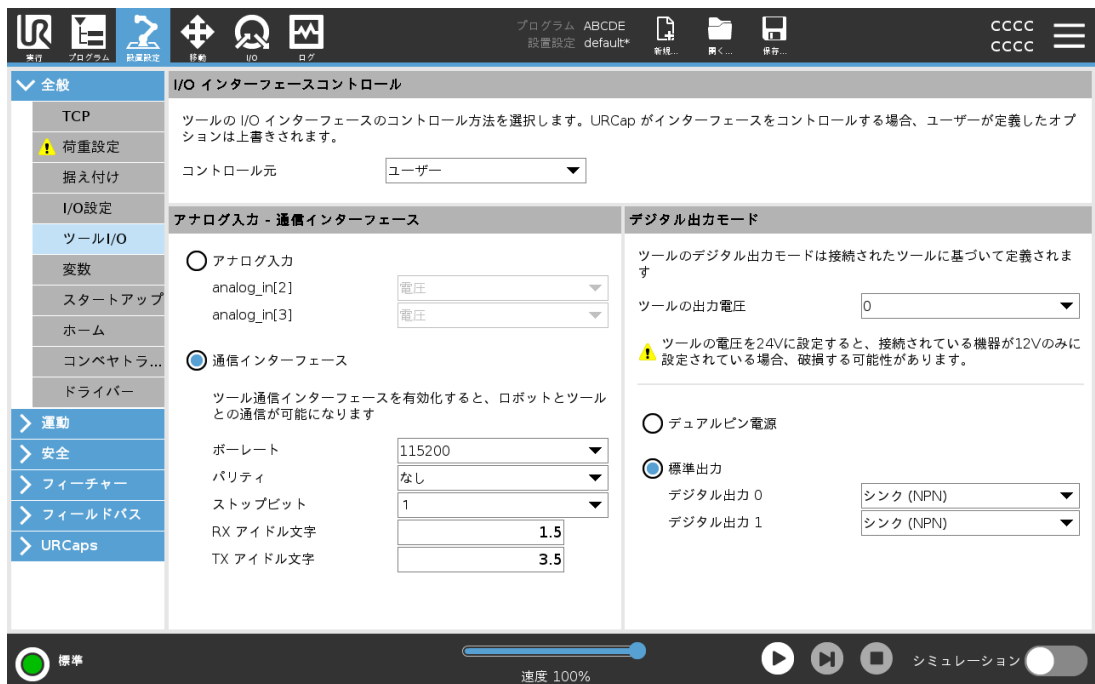 UR
実行
プログラム
設置設定
移動
I/O
ログ
プログラム ABCDE
設置設定 default*
新規...
開く...
保存...
CCCC
CCCC
全般
TCP
荷重設定
据え付け
I/O設定
ツールI/O
変数
スタートアップ
ホーム
コンベヤトラ...
ドライバー
運動
安全
フィーチャー
フィールドバス
URCaps
I/O インターフェースコントロール
ツールの I/O インターフェースのコントロール方法を選択します。URCap がインターフェースをコントロールする場合、ユーザーが定義したオプ
ションは上書きされます。
コントロール元 ユーザー
アナログ入力 - 通信インターフェース
アナログ入力
analog_in[2] 電圧
analog_in[3] 電圧
通信インターフェース
ツール通信インターフェースを有効化すると、ロボットとツール
との通信が可能になります
ボーレート 115200
パリティ なし
ストップビット 1
RX アイドル文字 1.5
TX アイドル文字 3.5
デジタル出力モード
ツールのデジタル出力モードは接続されたツールに基づいて定義されま
す
ツールの出力電圧 0
ツールの電圧を24Vに設定すると、接続されている機器が12Vのみに
設定されている場合、破損する可能性があります。
デュアルピン電源
標準出力
デジタル出力 0 シンク (NPN)
デジタル出力 1 シンク (NPN)
標準
速度 100%
シミュレーション